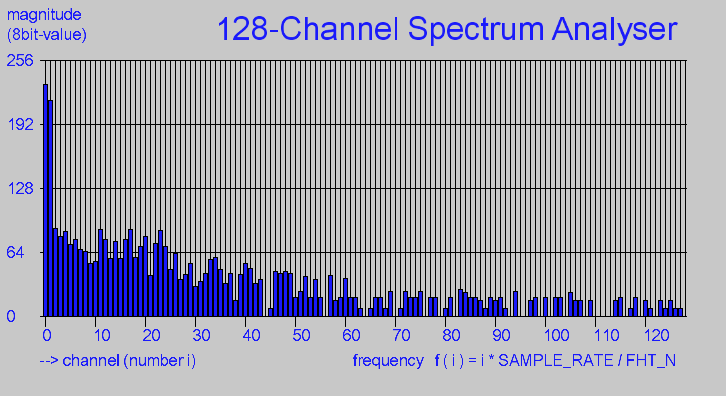 magnitude
(8bit-value)
128-Channel Spectrum Analyser
256
192
128
64
0
0 10 20 30 40 50 60 70 80 90 100 110 120
--> channel (number i)
frequency f ( i ) = i * SAMPLE_RATE / FHT_N